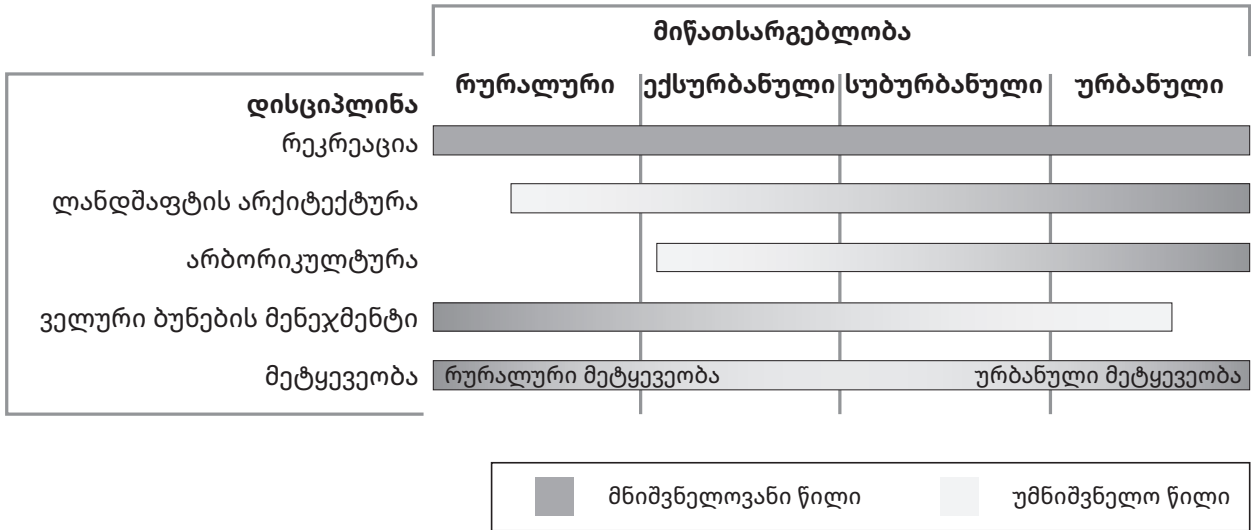 მიწათსარგებლობა
რურალური ექსურბანული სუბურბანული ურბანული
დისციპლინა
რეკრეაცია
ლანდშაფტის არქიტექტურა
არბორიკულტურა
ველური ბუნების მენეჯმენტი
მეტყევეობა რურალური მეტყევეობა ურბანული მეტყევეობა
მნიშვნელოვანი წილი უმნიშვნელო წილი